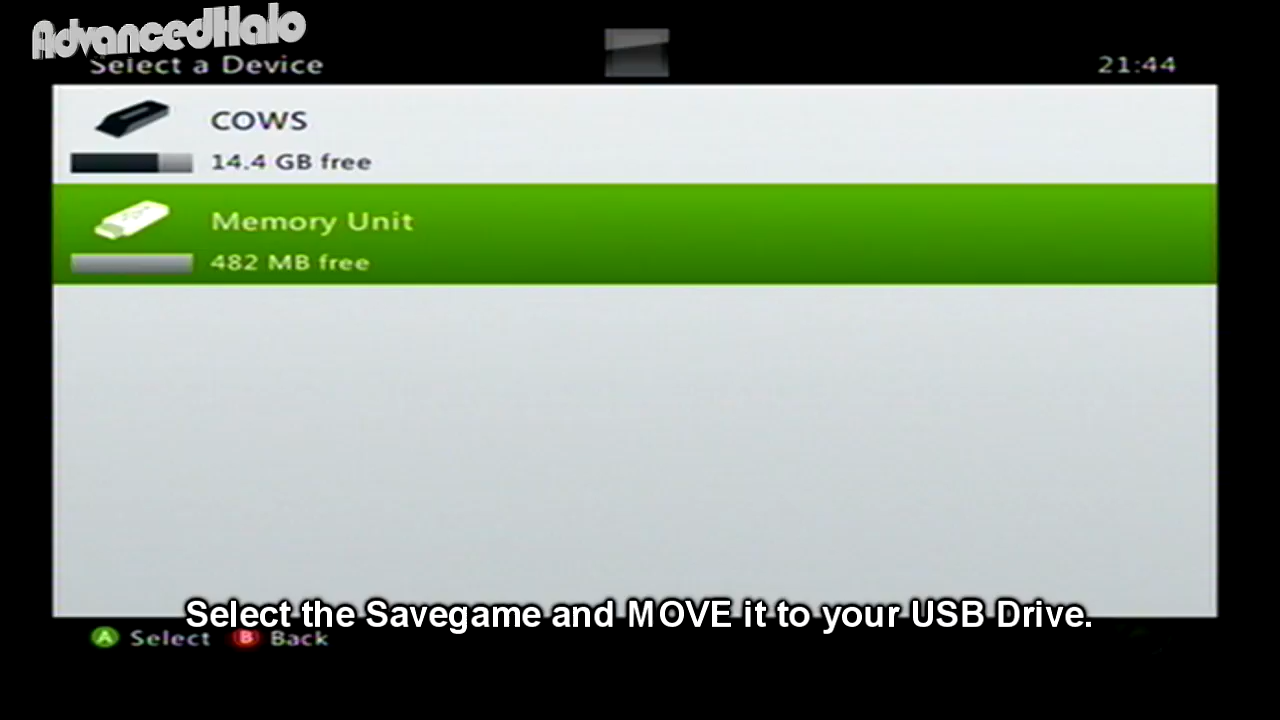 AdvancedHalo
Select a Device
21:44
COWS
14.4 GB free
Memory Unit
482 MB free
Select the Savegame and MOVE it to your USB Drive.
A Select B Back